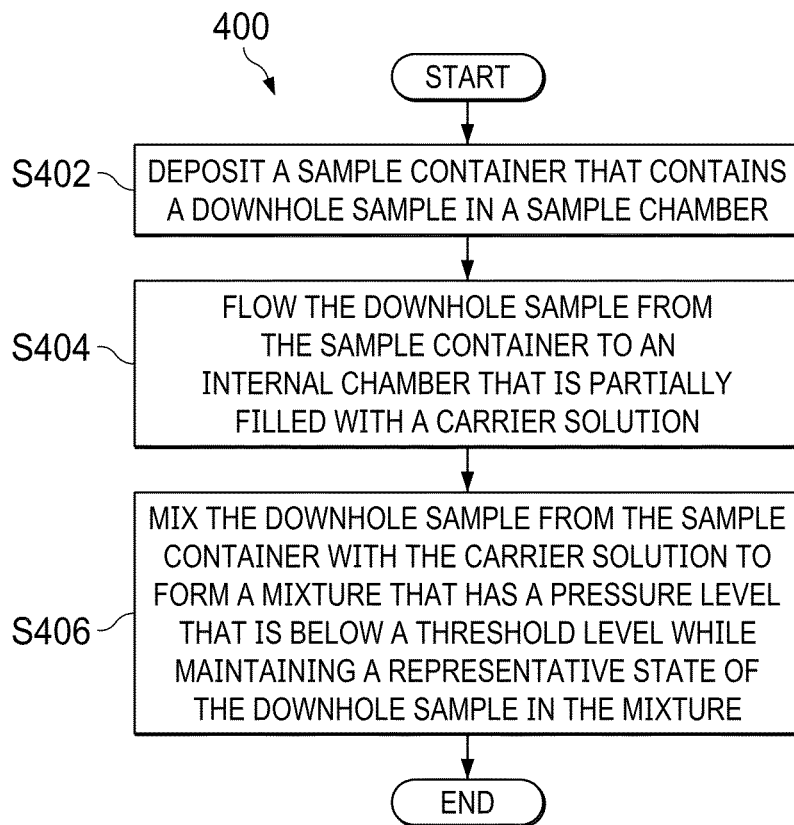 400
START
S402
DEPOSIT A SAMPLE CONTAINER THAT CONTAINS
A DOWNHOLE SAMPLE IN A SAMPLE CHAMBER
S404
FLOW THE DOWNHOLE SAMPLE FROM
THE SAMPLE CONTAINER TO AN
INTERNAL CHAMBER THAT IS PARTIALLY
FILLED WITH A CARRIER SOLUTION
S406
MIX THE DOWNHOLE SAMPLE FROM THE SAMPLE
CONTAINER WITH THE CARRIER SOLUTION TO
FORM A MIXTURE THAT HAS A PRESSURE LEVEL
THAT IS BELOW A THRESHOLD LEVEL WHILE
MAINTAINING A REPRESENTATIVE STATE OF
THE DOWNHOLE SAMPLE IN THE MIXTURE
END